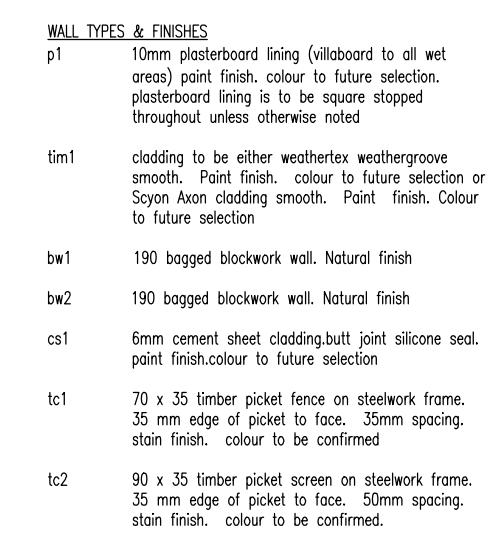 WALL TYPES & FINISHES
p1 10mm plasterboard lining (villaboard to all wet
areas) paint finish. colour to future selection.
plasterboard lining is to be square stopped
throughout unless otherwise noted
tim1 cladding to be either weathertex weathergroove
smooth. Paint finish. colour to future selection or
Scyon Axon cladding smooth. Paint finish. Colour
to future selection
bw1 190 bagged blockwork wall. Natural finish
bw2 190 bagged blockwork wall. Natural finish
cs1 6mm cement sheet cladding.butt joint silicone seal.
paint finish.colour to future selection
tc1 70 x 35 timber picket fence on steelwork frame.
35 mm edge of picket to face. 35mm spacing.
stain finish. colour to be confirmed
tc2 90 x 35 timber picket screen on steelwork frame.
35 mm edge of picket to face. 50mm spacing.
stain finish. colour to be confirmed.